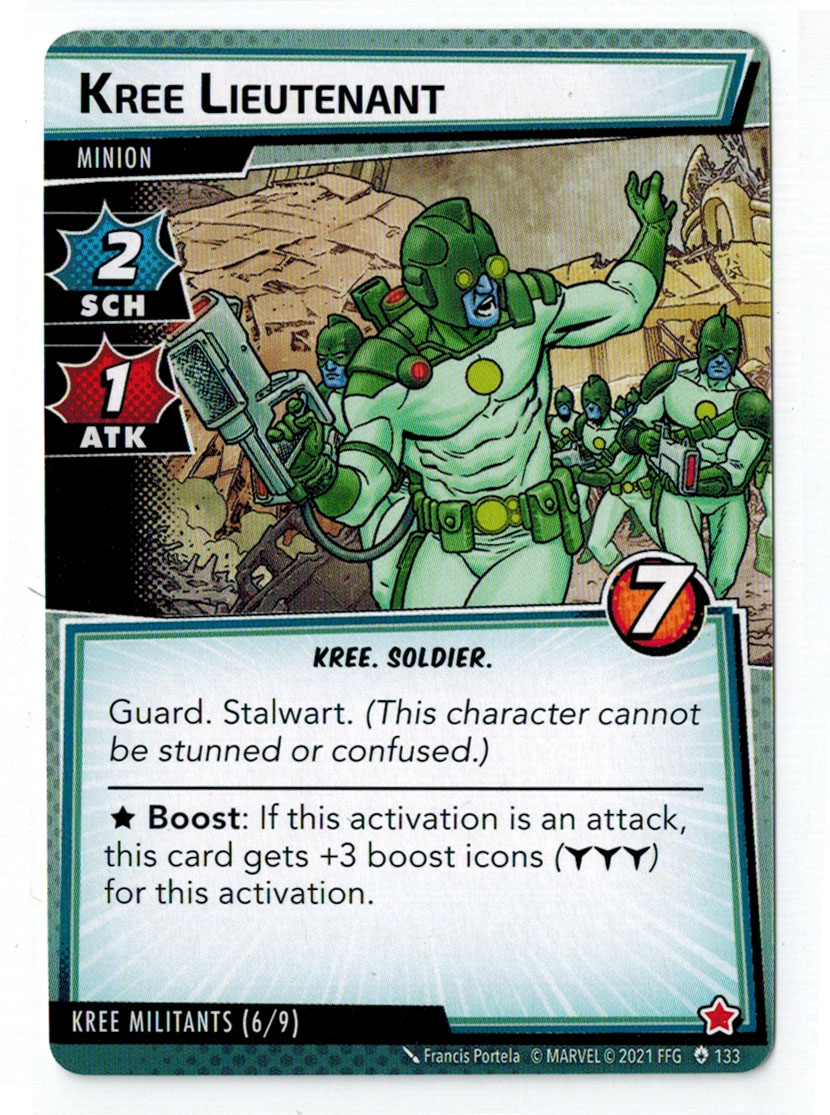 KREE LIEUTENANT
MINION
2
SCH
1
ATK
7
KREE. SOLDIER.
Guard. Stalwart. (This character cannot
be stunned or confused.)
★ Boost: If this activation is an attack,
this card gets +3 boost icons ( )
for this activation.
KREE MILITANTS (6/9)
Francis Portela © MARVEL © 2021 FFG 133